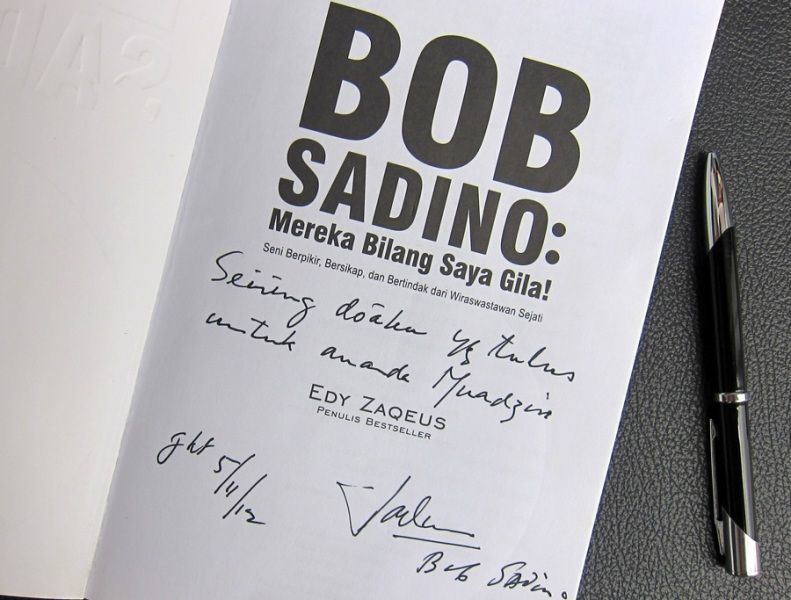 BOB
SADINO:
Mereka Bilang Saya Gila!
Seni Berpikir, Bersikap, dan Bertindak dari Wiraswastawan Sejati
Seiring doaku yg tulus
untuk ananda Muadzin
EDY ZAQEUS
PENULIS BESTSELLER
Jkt 5/4/12
Bob Sadino.